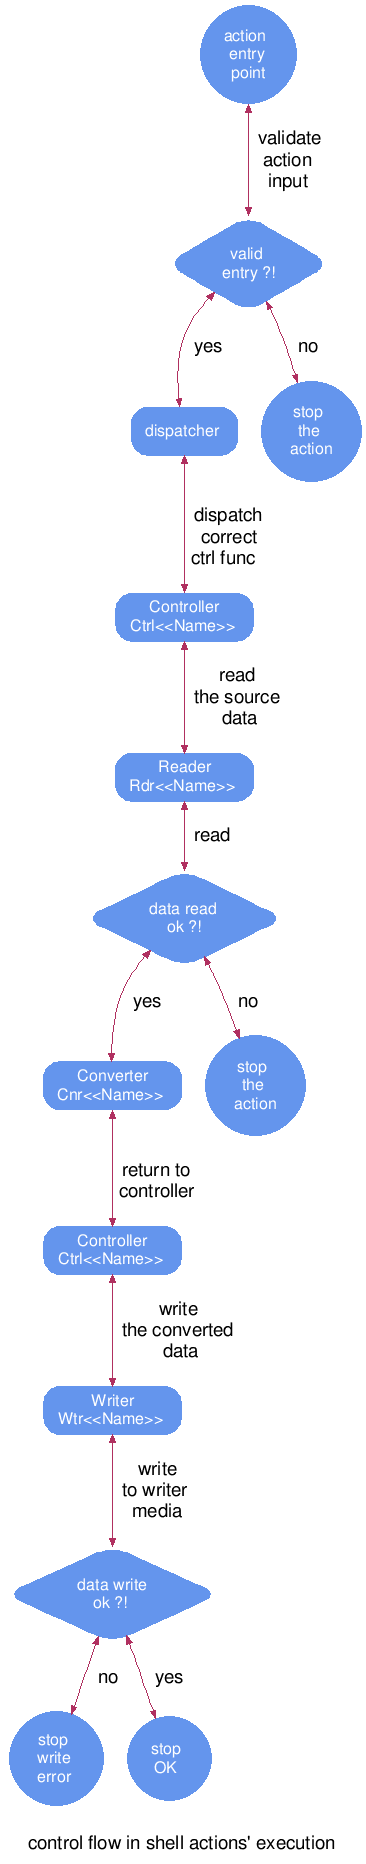 action
entry
point
validate
action
input
valid
entry ?!
yes
no
dispatcher
stop
the
action
dispatch
correct
ctrl func
Controller
Ctrl<<Name>>
read
the source
data
Reader
Rdr<<Name>>
read
data read
ok ?!
yes
no
Converter
Cnr<<Name>>
stop
the
action
return to
controller
Controller
Ctrl<<Name>>
write
the converted
data
Writer
Wtr<<Name>>
write
to writer
media
data write
ok ?!
no
yes
stop
write
error
stop
OK
control flow in shell actions' execution